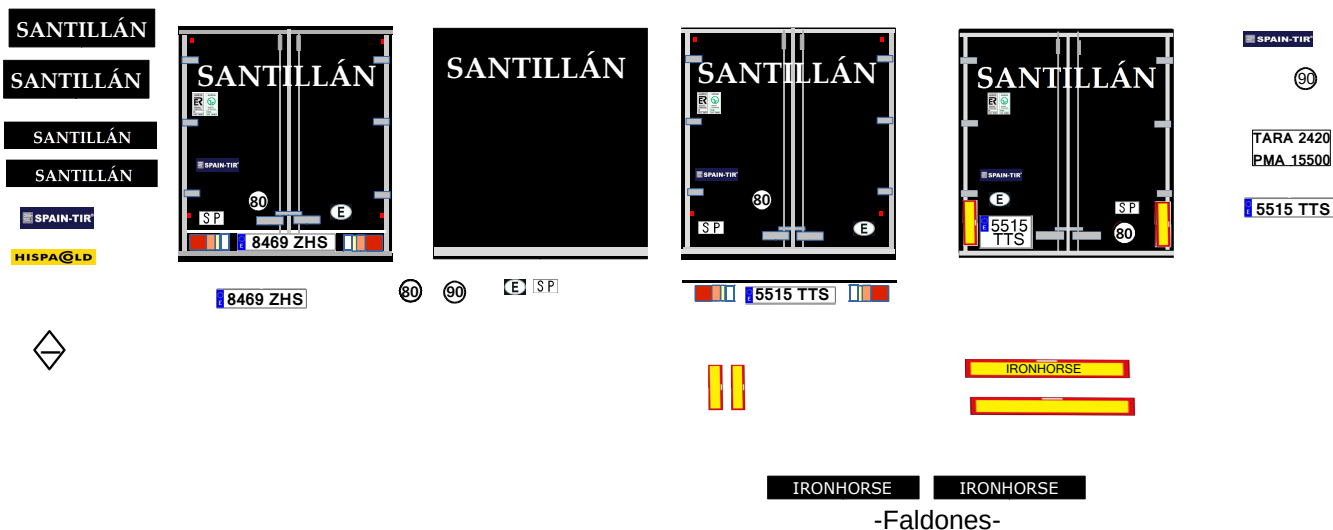 SANTILLÁN
SANTILLÁN
SANTILLÁN
SANTILLÁN
SPAIN-TIR
HISPACOLD
SANTILLÁN
SPAIN-TIR
80
SP
E
8469 ZHS
8469 ZHS
SANTILLÁN
80
90
E SP
SANTILLÁN
SPAIN-TIR
80
SP
E
5515 TTS
SANTILLÁN
SPAIN-TIR
E
SP
5515
TTS
80
IRONHORSE
IRONHORSE IRONHORSE
-Faldones-
SPAIN-TIR
90
TARA 2420
PMA 15500
5515 TTS